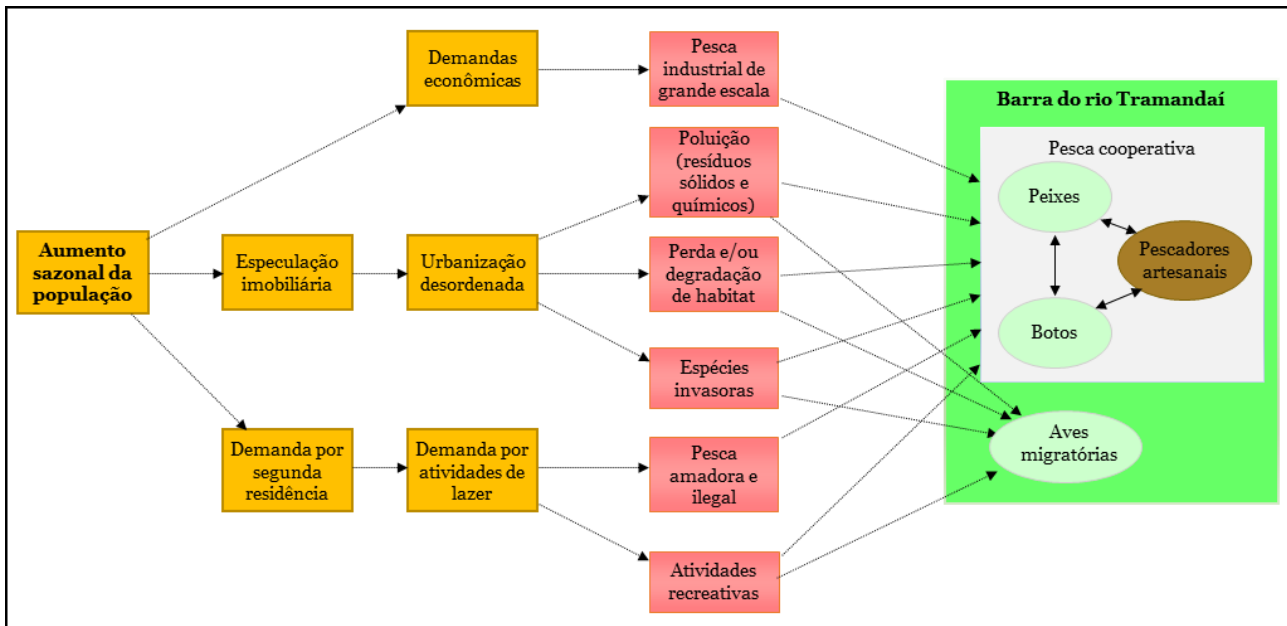 Demandas
econômicas
Pesca
industrial de
grande escala
Barra do rio Tramandaí
Pesca cooperativa
Poluição
(resíduos
sólidos e
químicos)
Peixes
Aumento
sazonal da
população
Especulação
imobiliária
Urbanização
desordenada
Perda e/ou
degradação
de habitat
Pescadores
artesanais
Botos
Espécies
invasoras
Demanda por
segunda
residência
Demanda por
atividades de
lazer
Pesca
amadora e
ilegal
Aves
migratórias
Atividades
recreativas